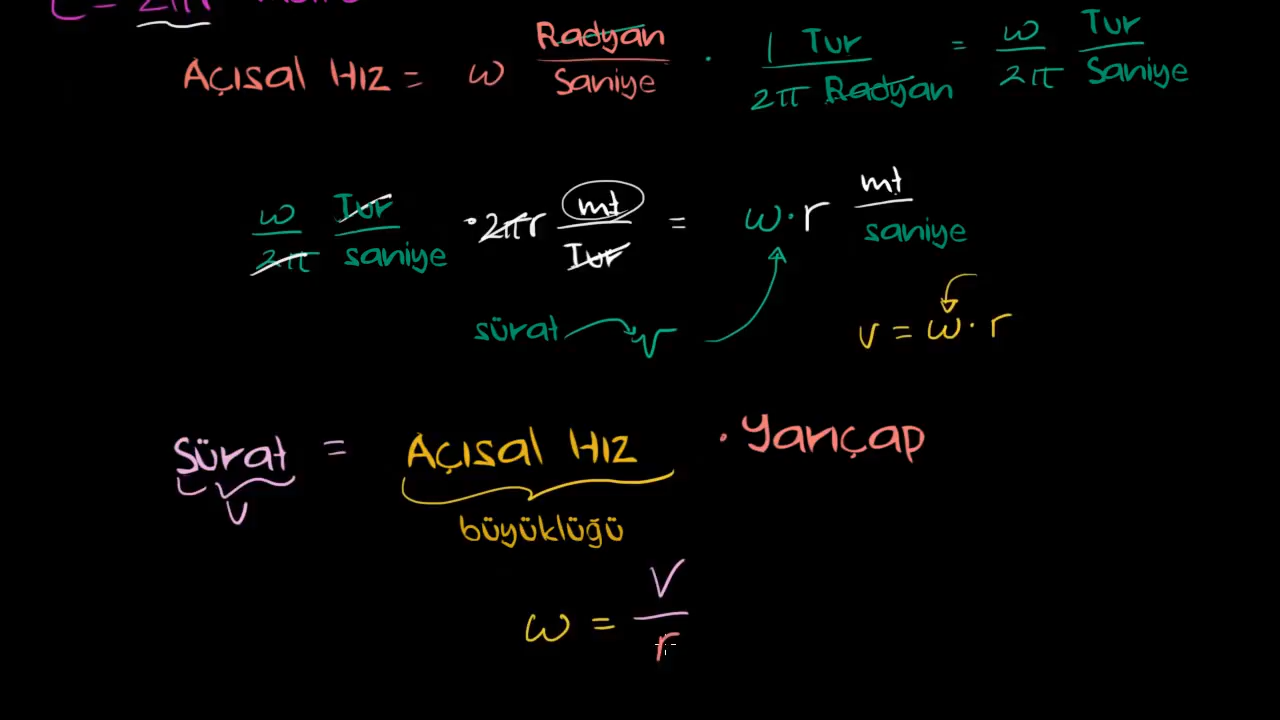 C = 2πr
Açısal Hız = ω Radyan/Saniye · 1 Tur/2π Radyan = ω/2π Tur/Saniye
ω/2π Tur/saniye · 2πr mt/Tur = ω·r mt/saniye
sürat v v = ω·r
Sürat = Açısal Hız · Yarıçap
v büyüklüğü
ω = v/r